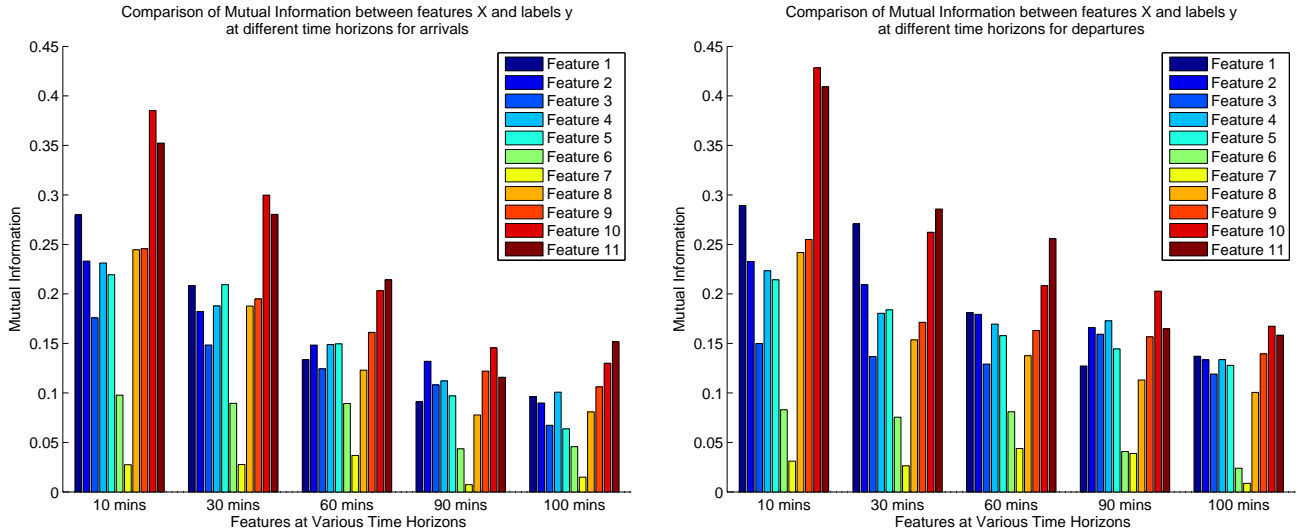 Comparison of Mutual Information between features X and labels y
at different time horizons for arrivals
0.45
0.4
0.35
0.3
0.25
0.2
0.15
0.1
0.05
0
Mutual Information
Feature 1
Feature 2
Feature 3
Feature 4
Feature 5
Feature 6
Feature 7
Feature 8
Feature 9
Feature 10
Feature 11
10 mins 30 mins 60 mins 90 mins 100 mins
Features at Various Time Horizons
Comparison of Mutual Information between features X and labels y
at different time horizons for departures
0.45
0.4
0.35
0.3
0.25
0.2
0.15
0.1
0.05
0
Mutual Information
Feature 1
Feature 2
Feature 3
Feature 4
Feature 5
Feature 6
Feature 7
Feature 8
Feature 9
Feature 10
Feature 11
10 mins 30 mins 60 mins 90 mins 100 mins
Features at Various Time Horizons